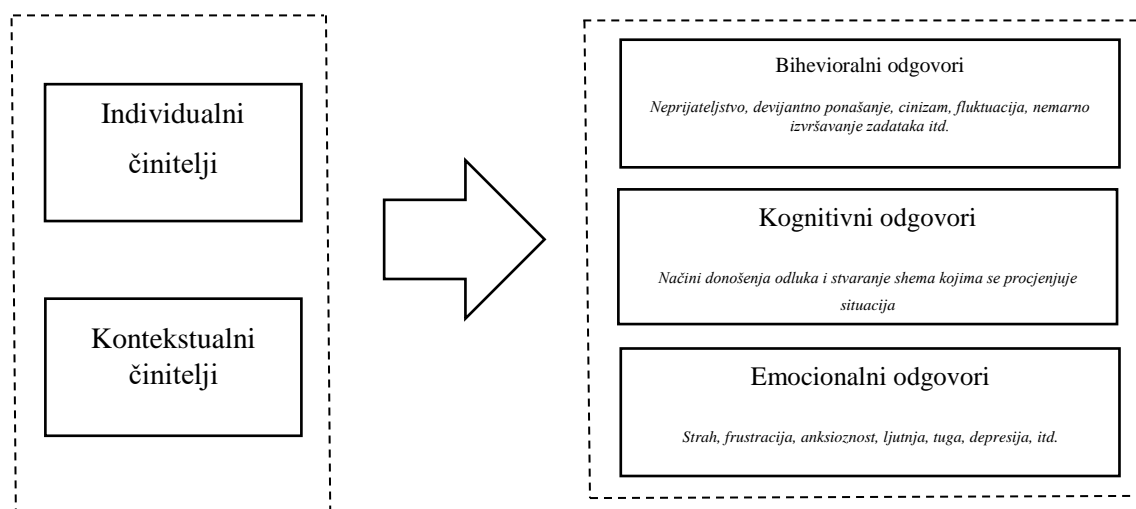 Individualni
činitelji
Kontekstualni
činitelji
Bihevioralni odgovori
Neprijateljstvo, devijantno ponašanje, cinizam, fluktuacija, nemarno
izvršavanje zadataka itd.
Kognitivni odgovori
Načini donošenja odluka i stvaranje shema kojima se procjenjuje
situacija
Emocionalni odgovori
Strah, frustracija, anksioznost, ljutnja, tuga, depresija, itd.